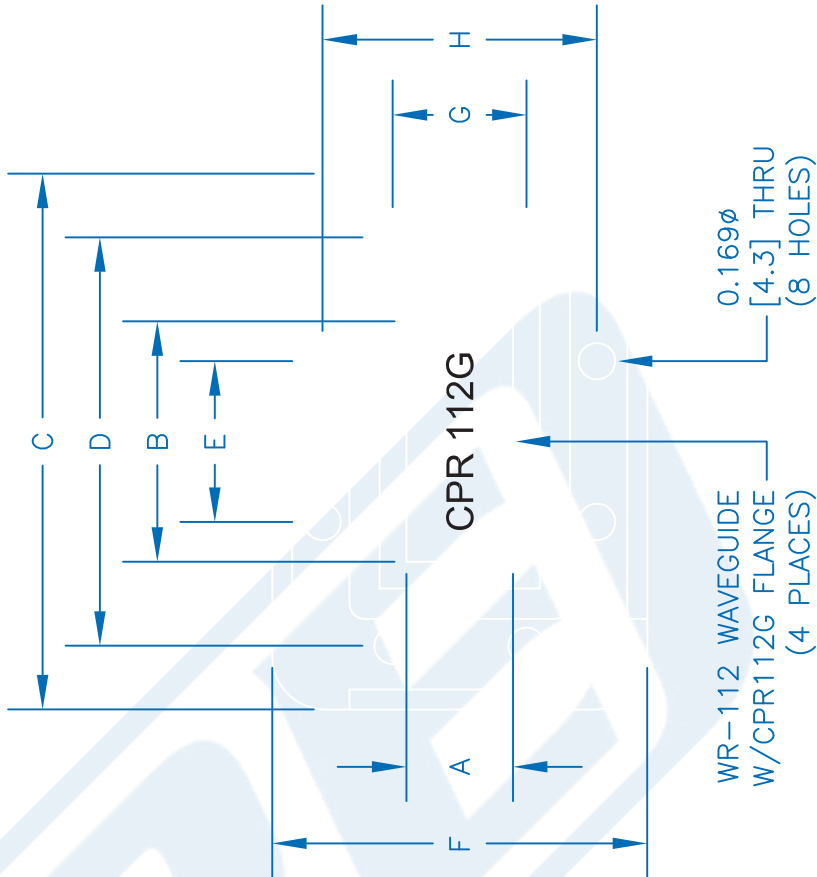 C
D
B
E
H
G
CPR 112G
A
F
0.169ø
[4.3] THRU
(8 HOLES)
WR-112 WAVEGUIDE
W/CPR112G FLANGE
(4 PLACES)